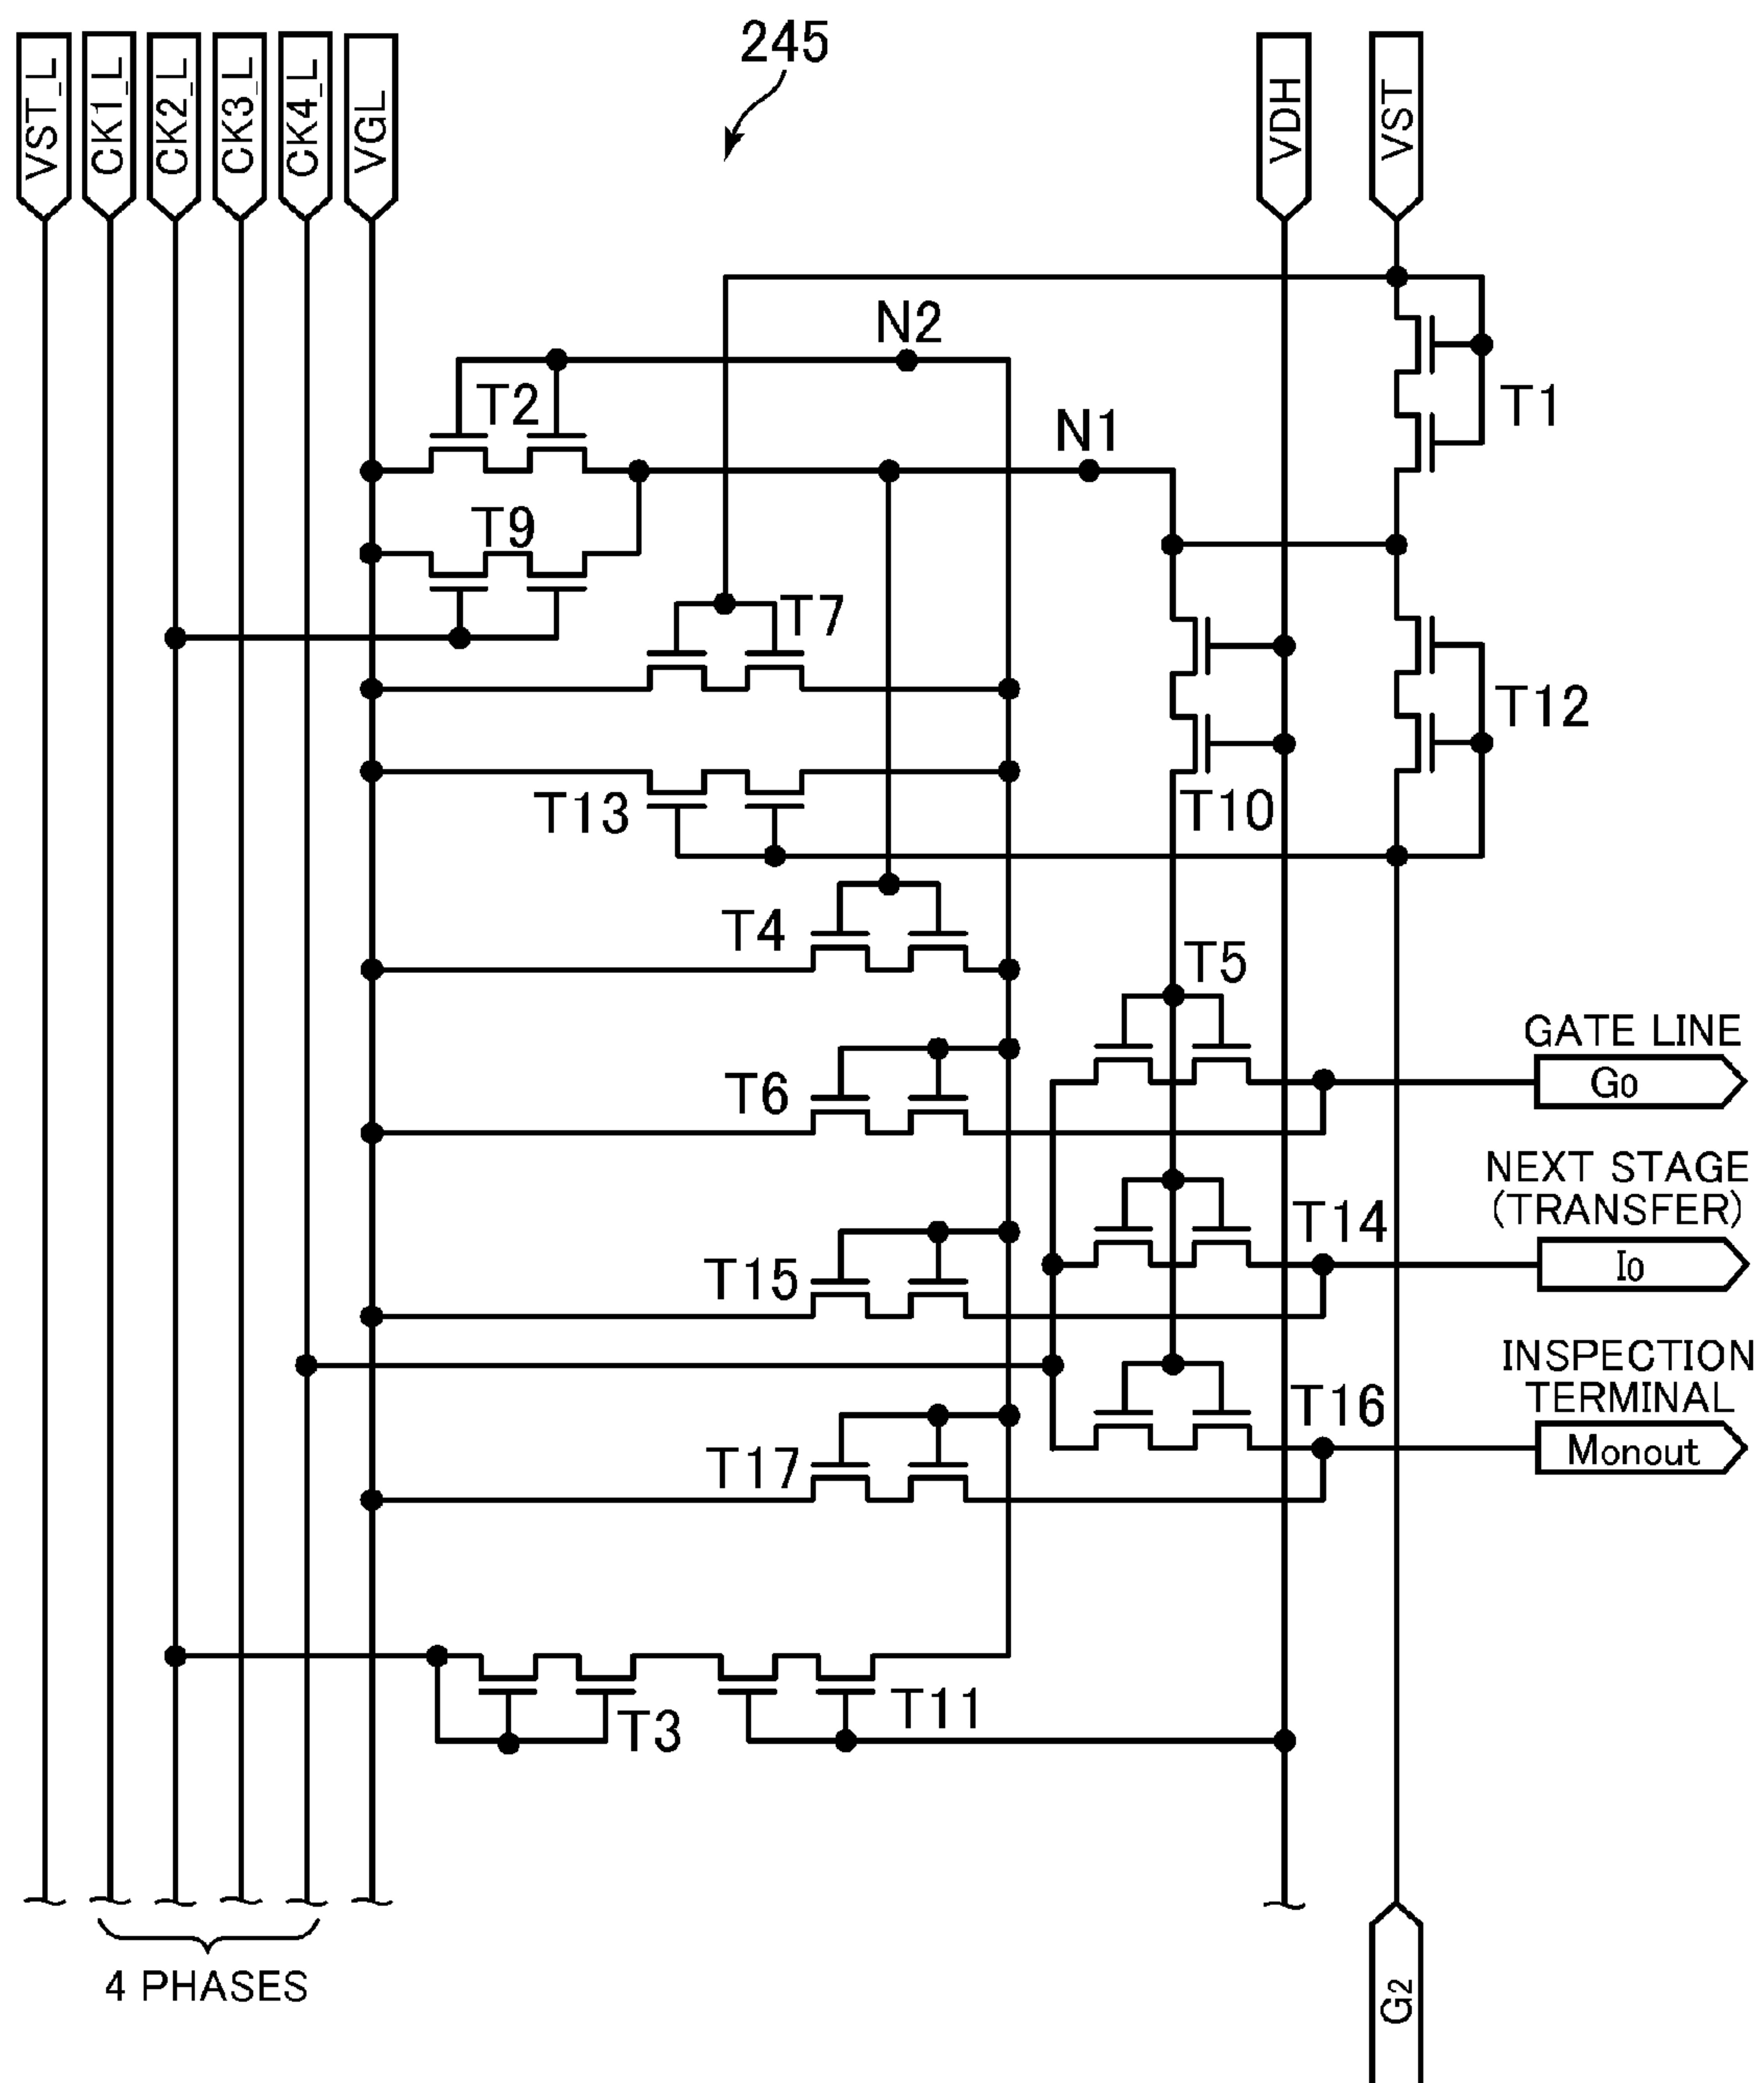 245
VST_L
CK1_L
CK2_L
CK3_L
CK4_L
VGL
VDH
VST
N2
T2
T1
N1
T9
T7
T12
T13
T10
T4
T5
GATE LINE
G0
T6
NEXT STAGE
(TRANSFER)
T14
I0
T15
INSPECTION
TERMINAL
T16
Monout
T17
T11
T3
4 PHASES
G2